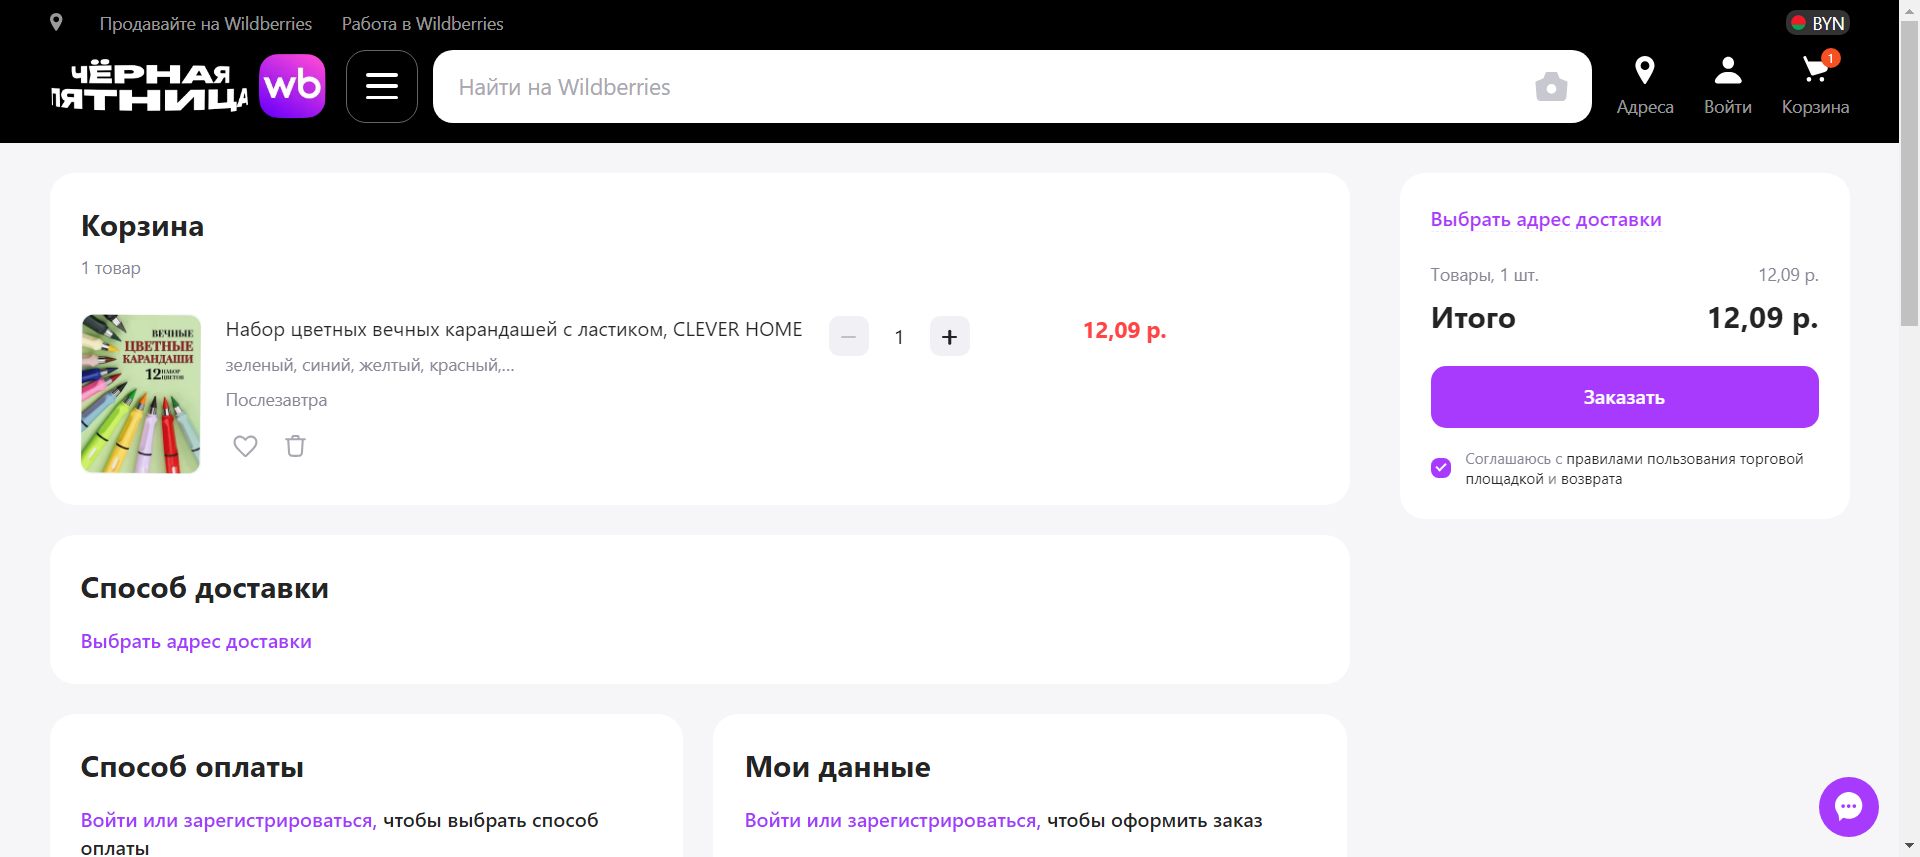 Продавайте на Wildberries
Работа в Wildberries
BYN
ЧЁРНАЯ
ПЯТНИЦА
wb
Найти на Wildberries
Адреса
Войти
1
Корзина
Корзина
1 товар
ВЕЧНЫЕ
ЦВЕТНЫЕ
КАРАНДАШИ
12 НАБОР ЦВЕТОВ
Набор цветных вечных карандашей с ластиком, CLEVER HOME
зеленый, синий, желтый, красный,...
Послезавтра
1
12,09 р.
Выбрать адрес доставки
Товары, 1 шт.
12,09 р.
Итого
12,09 р.
Заказать
Соглашаюсь с правилами пользования торговой
площадкой и возврата
Способ доставки
Выбрать адрес доставки
Способ оплаты
Войти или зарегистрироваться, чтобы выбрать способ
оплаты
Мои данные
Войти или зарегистрироваться, чтобы оформить заказ